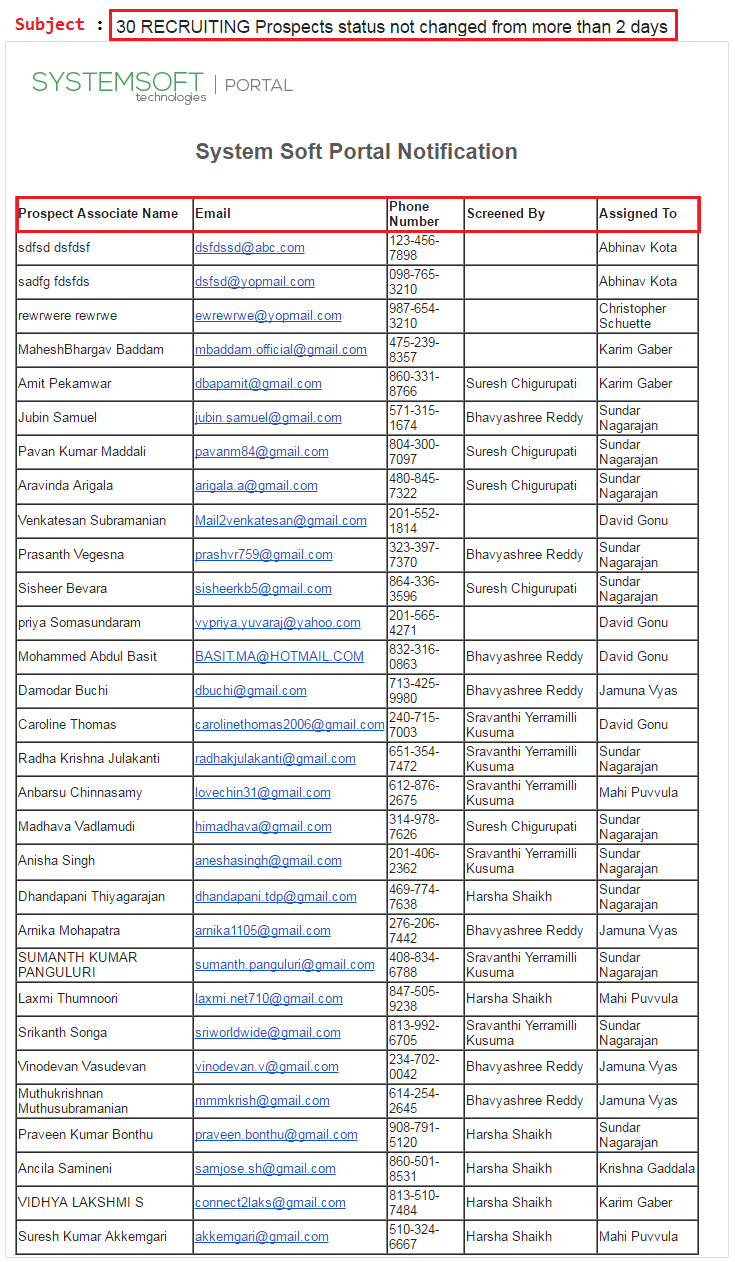 Subject : 30 RECRUITING Prospects status not changed from more than 2 days
SYSTEMSOFT | PORTAL
technologies
System Soft Portal Notification
Prospect Associate Name
Email
Phone
Number
Screened By
Assigned To
sdfsd dsfdsf
dsfdssd@abc.com
123-456-
7898
Abhinav Kota
sadfg fdsfds
dsfsd@yopmail.com
098-765-
3210
Abhinav Kota
rewrwere rewrwe
ewrewrwe@yopmail.com
987-654-
3210
Christopher
Schuette
MaheshBhargav Baddam
mbaddam.official@gmail.com
475-239-
8357
Karim Gaber
Amit Pekamwar
dbapamit@gmail.com
860-331-
8766
Suresh Chigurupati
Karim Gaber
Jubin Samuel
jubin.samuel@gmail.com
571-315-
1674
Bhavyashree Reddy
Sundar
Nagarajan
Pavan Kumar Maddali
pavanm84@gmail.com
804-300-
7097
Suresh Chigurupati
Sundar
Nagarajan
Aravinda Arigala
arigala.a@gmail.com
480-845-
7322
Suresh Chigurupati
Sundar
Nagarajan
Venkatesan Subramanian
Mail2venkatesan@gmail.com
201-552-
1814
David Gonu
Prasanth Vegesna
prashvr759@gmail.com
323-397-
7370
Bhavyashree Reddy
Sundar
Nagarajan
Sisheer Bevara
sisheerkb5@gmail.com
864-336-
3596
Suresh Chigurupati
Sundar
Nagarajan
priya Somasundaram
vypriya.yuvaraj@yahoo.com
201-565-
4271
David Gonu
Mohammed Abdul Basit
BASIT.MA@HOTMAIL.COM
832-316-
0863
Bhavyashree Reddy
David Gonu
Damodar Buchi
dbuchi@gmail.com
713-425-
9980
Bhavyashree Reddy
Jamuna Vyas
Caroline Thomas
carolinethomas2006@gmail.com
240-715-
7003
Sravanthi Yerramilli
Kusuma
David Gonu
Radha Krishna Julakanti
radhakjulakanti@gmail.com
651-354-
7472
Sravanthi Yerramilli
Kusuma
Sundar
Nagarajan
Anbarsu Chinnasamy
lovechin31@gmail.com
612-876-
2675
Sravanthi Yerramilli
Kusuma
Mahi Puvvula
Madhava Vadlamudi
himadhava@gmail.com
314-978-
7626
Suresh Chigurupati
Sundar
Nagarajan
Anisha Singh
aneshasingh@gmail.com
201-406-
2362
Sravanthi Yerramilli
Kusuma
Sundar
Nagarajan
Dhandapani Thiyagarajan
dhandapani.tdp@gmail.com
469-774-
7638
Harsha Shaikh
Sundar
Nagarajan
Arnika Mohapatra
arnika1105@gmail.com
276-206-
7442
Bhavyashree Reddy
Jamuna Vyas
SUMANTH KUMAR
PANGULURI
sumanth.panguluri@gmail.com
408-834-
6788
Sravanthi Yerramilli
Kusuma
Sundar
Nagarajan
Laxmi Thumnoori
laxmi.net710@gmail.com
847-505-
9238
Harsha Shaikh
Mahi Puvvula
Srikanth Songa
sriworldwide@gmail.com
813-992-
6705
Sravanthi Yerramilli
Kusuma
Sundar
Nagarajan
Vinodevan Vasudevan
vinodevan.v@gmail.com
234-702-
0042
Bhavyashree Reddy
Jamuna Vyas
Muthukrishnan
Muthusubramanian
mmmkrish@gmail.com
614-254-
2645
Bhavyashree Reddy
Jamuna Vyas
Praveen Kumar Bonthu
praveen.bonthu@gmail.com
908-791-
5120
Harsha Shaikh
Sundar
Nagarajan
Ancila Samineni
samjose.sh@gmail.com
860-501-
8531
Harsha Shaikh
Krishna Gaddala
VIDHYA LAKSHMI S
connect2laks@gmail.com
813-510-
7484
Harsha Shaikh
Karim Gaber
Suresh Kumar Akkemgari
akkemgari@gmail.com
510-324-
6667
Harsha Shaikh
Mahi Puvvula